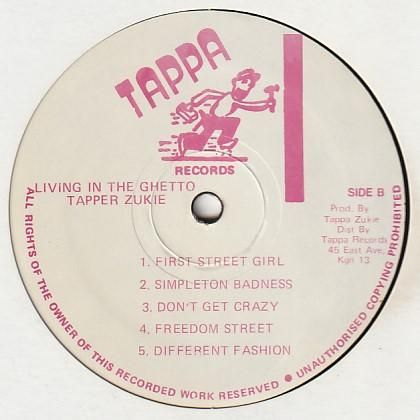 TAPPA
RECORDS
LIVING IN THE GHETTO
TAPPER ZUKIE
SIDE B
Prod. By
Tappa Zukie
Dist By
Tappa Records
45 East Ave.
Kgn 13
1. FIRST STREET GIRL
2. SIMPLETON BADNESS
3. DON'T GET CRAZY
4. FREEDOM STREET
5. DIFFERENT FASHION
ALL RIGHTS OF THE OWNER OF THIS RECORDED WORK RESERVED • UNAUTHORISED COPYING PROHIBITED